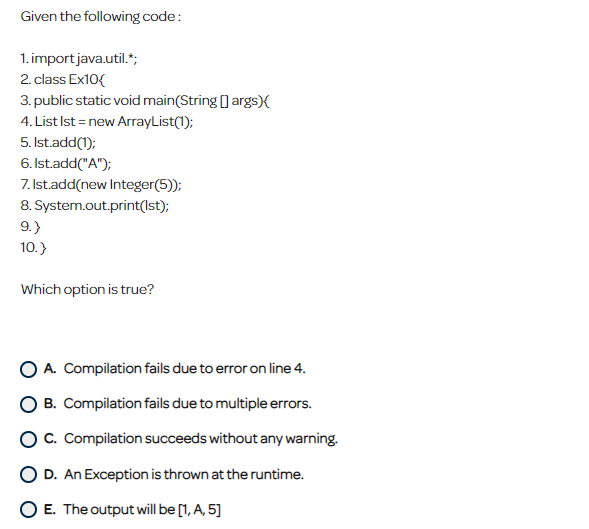 Given the following code :
1. import java.util.*;
2. class Ex10{
3. public static void main(String [] args){
4. List lst = new ArrayList(1);
5. lst.add(1);
6. lst.add("A");
7. lst.add(new Integer(5));
8. System.out.print(lst);
9. }
10. }
Which option is true?
A. Compilation fails due to error on line 4.
B. Compilation fails due to multiple errors.
C. Compilation succeeds without any warning.
D. An Exception is thrown at the runtime.
E. The output will be [1, A, 5]